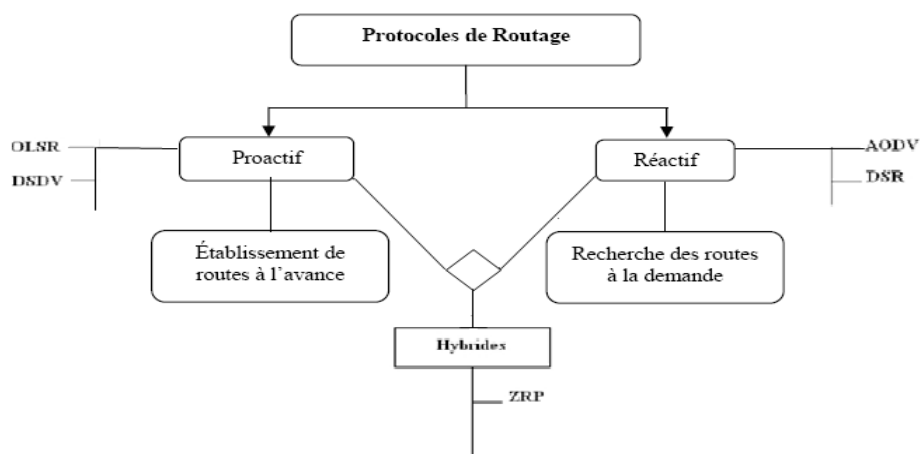 Protocoles de Routage
OLSR
Proactif
Réactif
AODV
DSDV
DSR
Établissement de
routes à l’avance
Recherche des routes
à la demande
Hybrides
ZRP